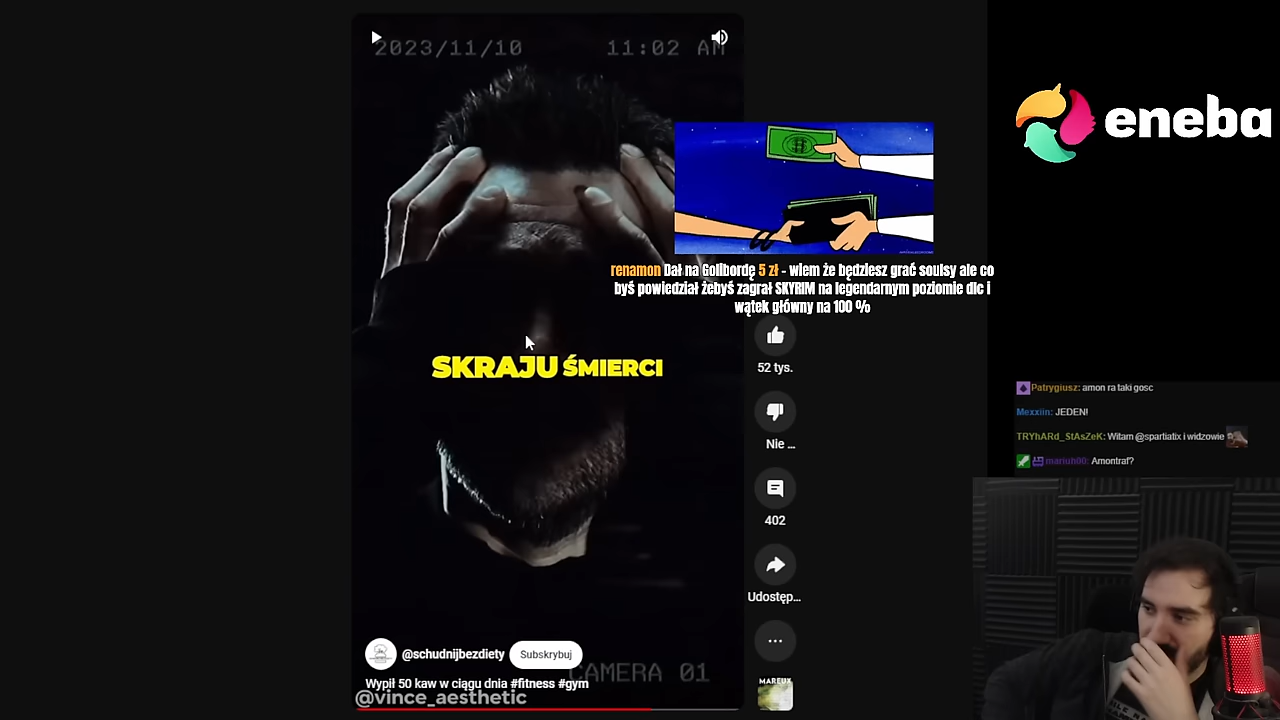 2023/11/10 11:02 AM
eneba
renamon Dał na Gollbordę 5 zł - wiem że będziesz grać soulsy ale co
byś powiedział żebyś zagrał SKYRIM na legendarnym poziomie dlc i
wątek główny na 100 %
SKRAJU ŚMIERCI
52 tys.
Nie ...
402
Udostęp...
Patrygiusz: amon ra taki gosc
Mexxiin: JEDEN!
TRYhARd_StAsZeK: Witam @spartiatix i widzowie
mariuh00: Amontraf?
@schudnijbezdiety Subskrybuj
CAMERA 01
Wypił 50 kaw w ciągu dnia #fitness #gym
@vince_aesthetic
MAREUX